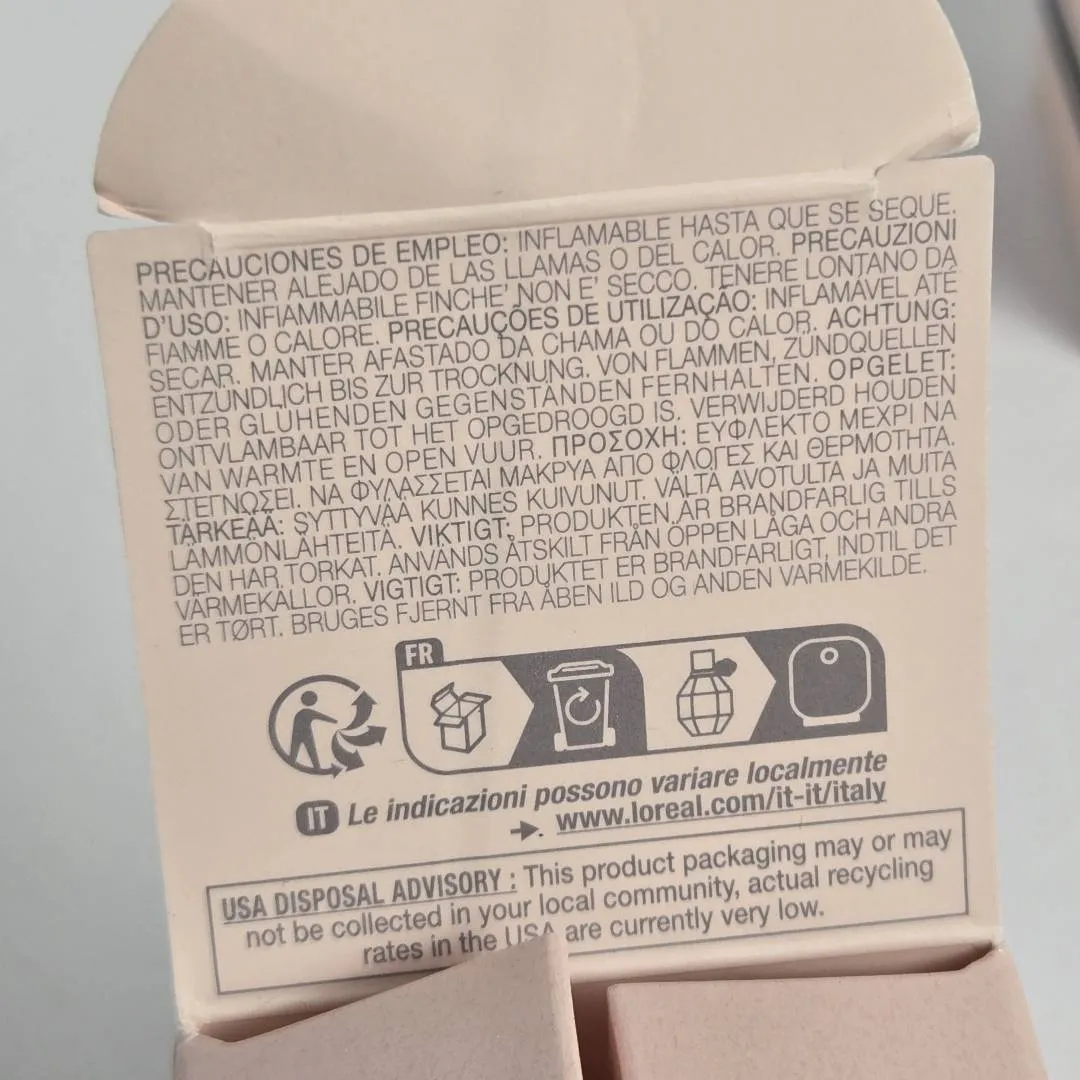 PRECAUCIONES DE EMPLEO: INFLAMABLE HASTA QUE SE SEQUE.
MANTENER ALEJADO DE LAS LLAMAS O DEL CALOR. PRECAUZIONI
D'USO: INFIAMMABILE FINCHE' NON E' SECCO. TENERE LONTANO DA
FIAMME O CALORE. PRECAUÇÕES DE UTILIZAÇÃO: INFLAMÁVEL ATÉ
SECAR. MANTER AFASTADO DA CHAMA OU DO CALOR. ACHTUNG:
ENTZÜNDLICH BIS ZUR TROCKNUNG. VON FLAMMEN, ZÜNDQUELLEN
ODER GLÜHENDEN GEGENSTÄNDEN FERNHALTEN. OPGELET:
ONTVLAMBAAR TOT HET OPGEDROOGD IS. VERWIJDERD HOUDEN
VAN WARMTE EN OPEN VUUR. ΠΡΟΣΟΧΗ: ΕΥΦΛΕΚΤΟ ΜΕΧΡΙ ΝΑ
ΣΤΕΓΝΩΣΕΙ. ΝΑ ΦΥΛΑΣΣΕΤΑΙ ΜΑΚΡΥΑ ΑΠΟ ΦΛΟΓΕΣ ΚΑΙ ΘΕΡΜΟΤΗΤΑ.
TÄRKEÄÄ: SYTTYVÄÄ KUNNES KUIVUNUT. VÄLTÄ AVOTULTA JA MUITA
LÄMMÖNLÄHTEITÄ. VIKTIGT: PRODUKTEN ÄR BRANDFARLIG TILLS
DEN HAR TORKAT. ANVÄNDS ÅTSKILT FRÅN ÖPPEN LÅGA OCH ANDRA
VÄRMEKÄLLOR. VIGTIGT: PRODUKTET ER BRANDFARLIGT, INDTIL DET
ER TØRT. BRUGES FJERNT FRA ÅBEN ILD OG ANDEN VARMEKILDE.
FR
IT Le indicazioni possono variare localmente
www.loreal.com/it-it/italy
USA DISPOSAL ADVISORY : This product packaging may or may
not be collected in your local community, actual recycling
rates in the USA are currently very low.